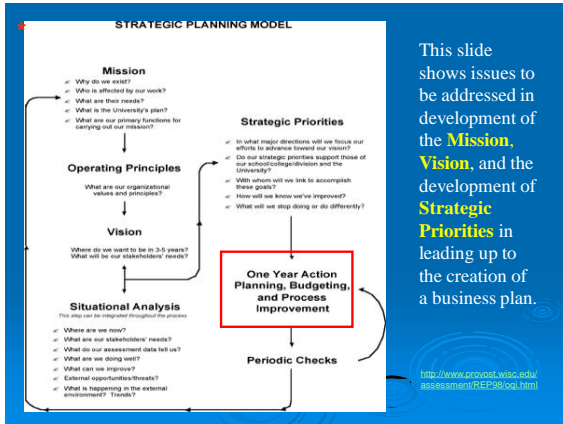 STRATEGIC PLANNING MODEL
Mission
Why do we exist?
Who is affected by our work?
What are their needs?
What is the University's plan?
What are our primary functions for
carrying out our mission?
Operating Principles
What are our organizational
values and principles?
Vision
Where do we want to be in 3-5 years?
What will be our stakeholders' needs?
Situational Analysis
This step can be integrated throughout the process
Where are we now?
What are our stakeholders' needs?
What do our assessment data tell us?
What are we doing well?
What can we improve?
External opportunities/threats?
What is happening in the external
environment? Trends?
Strategic Priorities
In what major directions will we focus our
efforts to advance toward our vision?
Do our strategic priorities support those of
our school/college/division and the
University?
With whom will we link to accomplish
these goals?
How will we know we've improved?
What will we stop doing or do differently?
One Year Action
Planning, Budgeting,
and Process
Improvement
Periodic Checks
This slide
shows issues to
be addressed in
development of
the Mission,
Vision, and the
development of
Strategic
Priorities in
leading up to
the creation of
a business plan.
http://www.provost.wisc.edu/
assessment/REP98/oqi.html